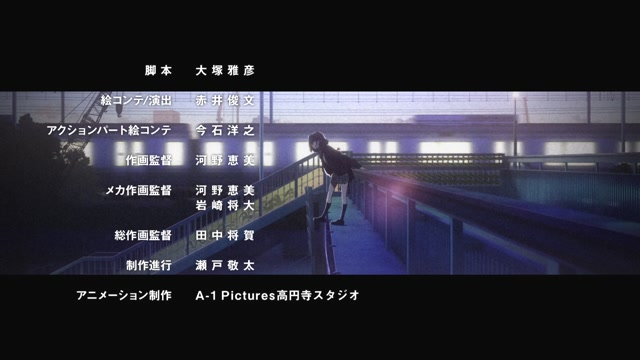 脚本 大塚雅彦
絵コンテ/演出 赤井俊文
アクションパート絵コンテ 今石洋之
作画監督 河野恵美
メカ作画監督 河野恵美
岩崎将大
総作画監督 田中将賀
制作進行 瀬戸敬太
アニメーション制作 A-1 Pictures高円寺スタジオ